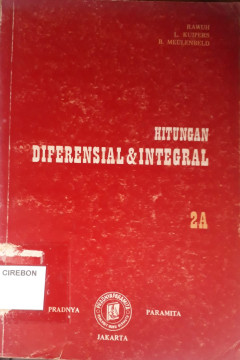 RAWUH
L. KUIPERS
B. MEULENBELD
HITUNGAN
DIFERENSIAL & INTEGRAL
2A
CIREBON
PRADNYA PARAMITA
JAKARTA